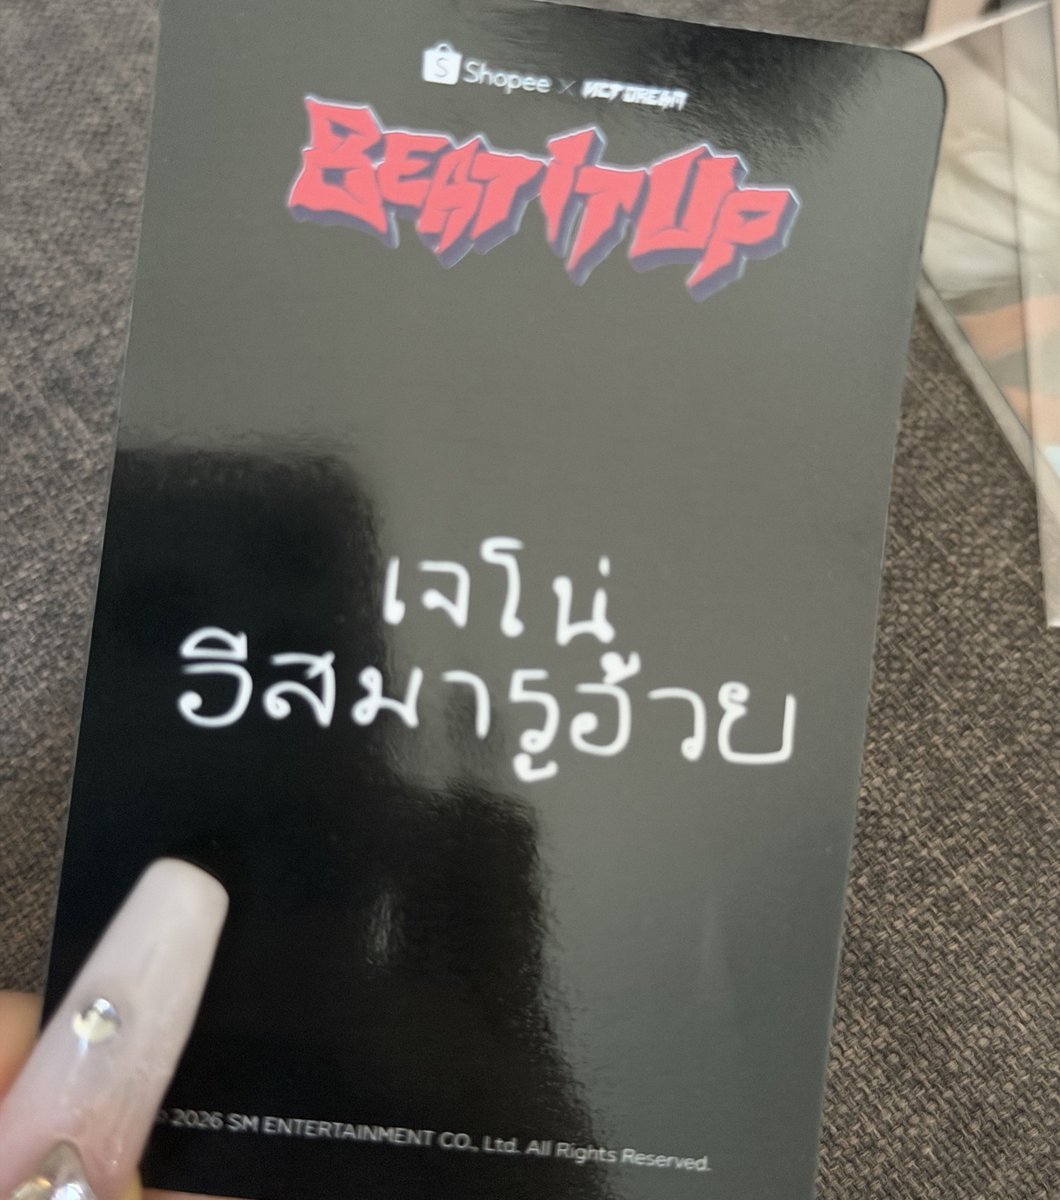 Shopee × NCT DREAM
BEAT IT UP
เจโน่
อีสมารูอ้วย
© 2026 SM ENTERTAINMENT CO., Ltd. All Rights Reserved.